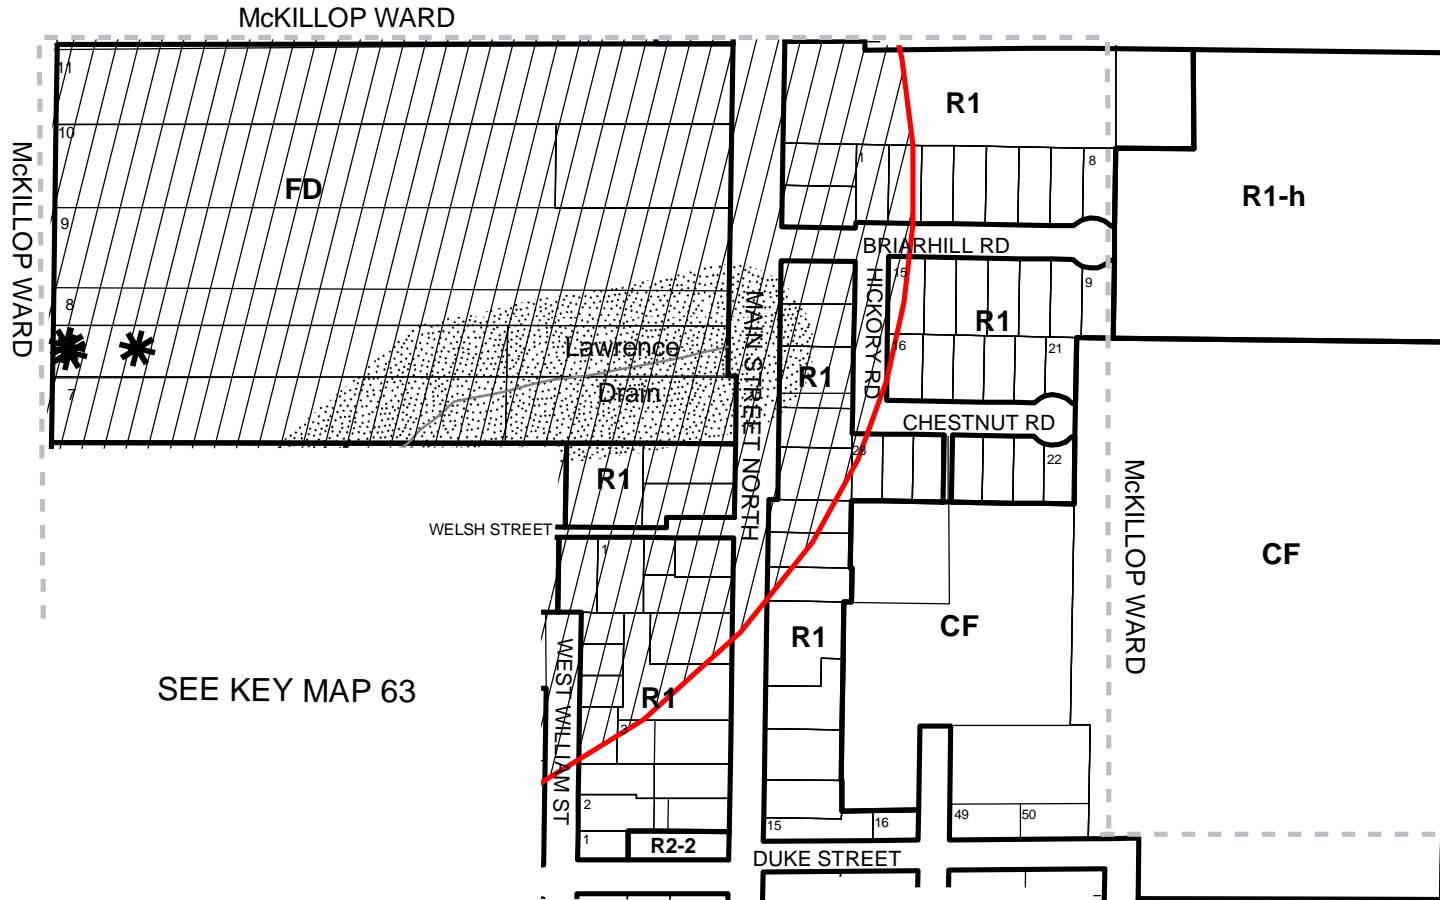 McKILLOP WARD
11
R1
10
1
8
McKILLOP WARD
FD
R1-h
9
BRIARHILL RD
15
9
8
MAIN STREET NORTH
HICKORY RD
R1
Lawrence
16
21
R1
7
Drain
CHESTNUT RD
28
22
R1
McKILLOP WARD
WELSH STREET
1
CF
CF
R1
WEST WILLIAM ST
SEE KEY MAP 63
R1
3
2
15
16
49
50
1
R2-2
DUKE STREET